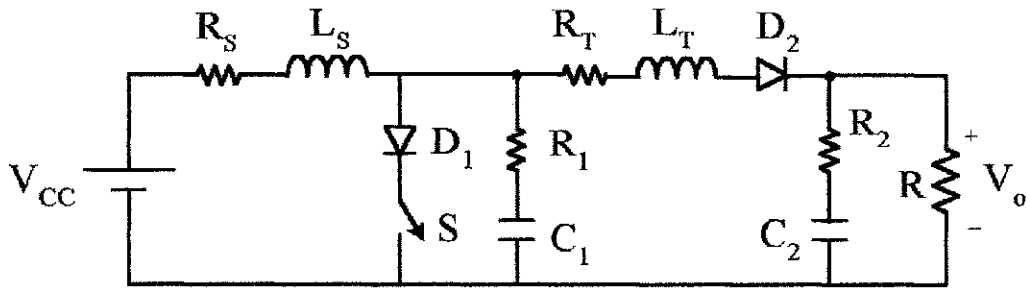 R_S L_S R_T L_T D_2
V_CC D_1 S R_1 C_1 R_2 C_2 R + V_o −